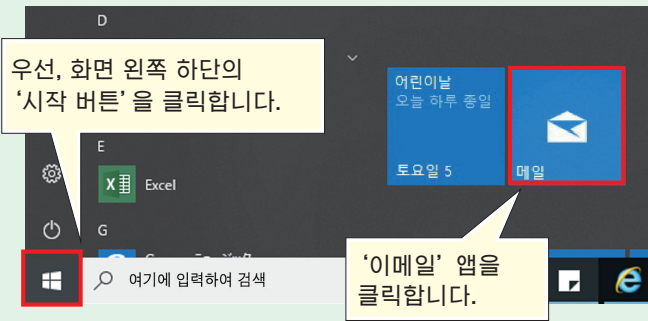 D
우선, 화면 왼쪽 하단의
‘시작 버튼’을 클릭합니다.
어린이날
오늘 하루 종일
E
X Excel
토요일 5
메일
G
‘이메일’ 앱을
클릭합니다.
여기에 입력하여 검색